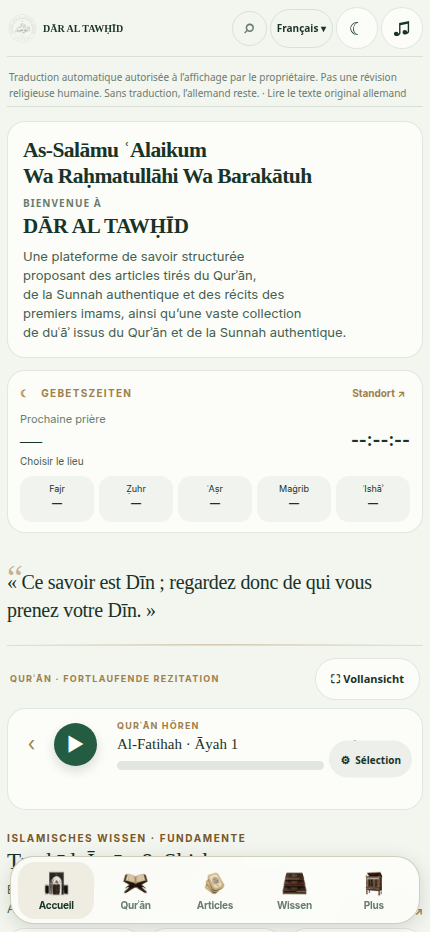 DĀR AL TAWḤĪD
Français ▾
Traduction automatique autorisée à l’affichage par le propriétaire. Pas une révision
religieuse humaine. Sans traduction, l’allemand reste. · Lire le texte original allemand
As-Salāmu ʿAlaikum
Wa Raḥmatullāhi Wa Barakātuh
BIENVENUE À
DĀR AL TAWḤĪD
Une plateforme de savoir structurée
proposant des articles tirés du Qurʾān,
de la Sunnah authentique et des récits des
premiers imams, ainsi qu’une vaste collection
de duʿāʾ issus du Qurʾān et de la Sunnah authentique.
☾ GEBETSZEITEN
Standort ↗
Prochaine prière
—
--:--:--
Choisir le lieu
Fajr Ẓuhr ʿAṣr Maġrib ʿIshāʾ
— — — — —
« Ce savoir est Dīn ; regardez donc de qui vous
prenez votre Dīn. »
QURʾĀN · FORTLAUFENDE REZITATION
⛶ Vollansicht
QURʾĀN HÖREN
Al-Fatihah · Āyah 1
⚙ Sélection
ISLAMISCHES WISSEN · FUNDAMENTE
Accueil Qurʾān Articles Wissen Plus